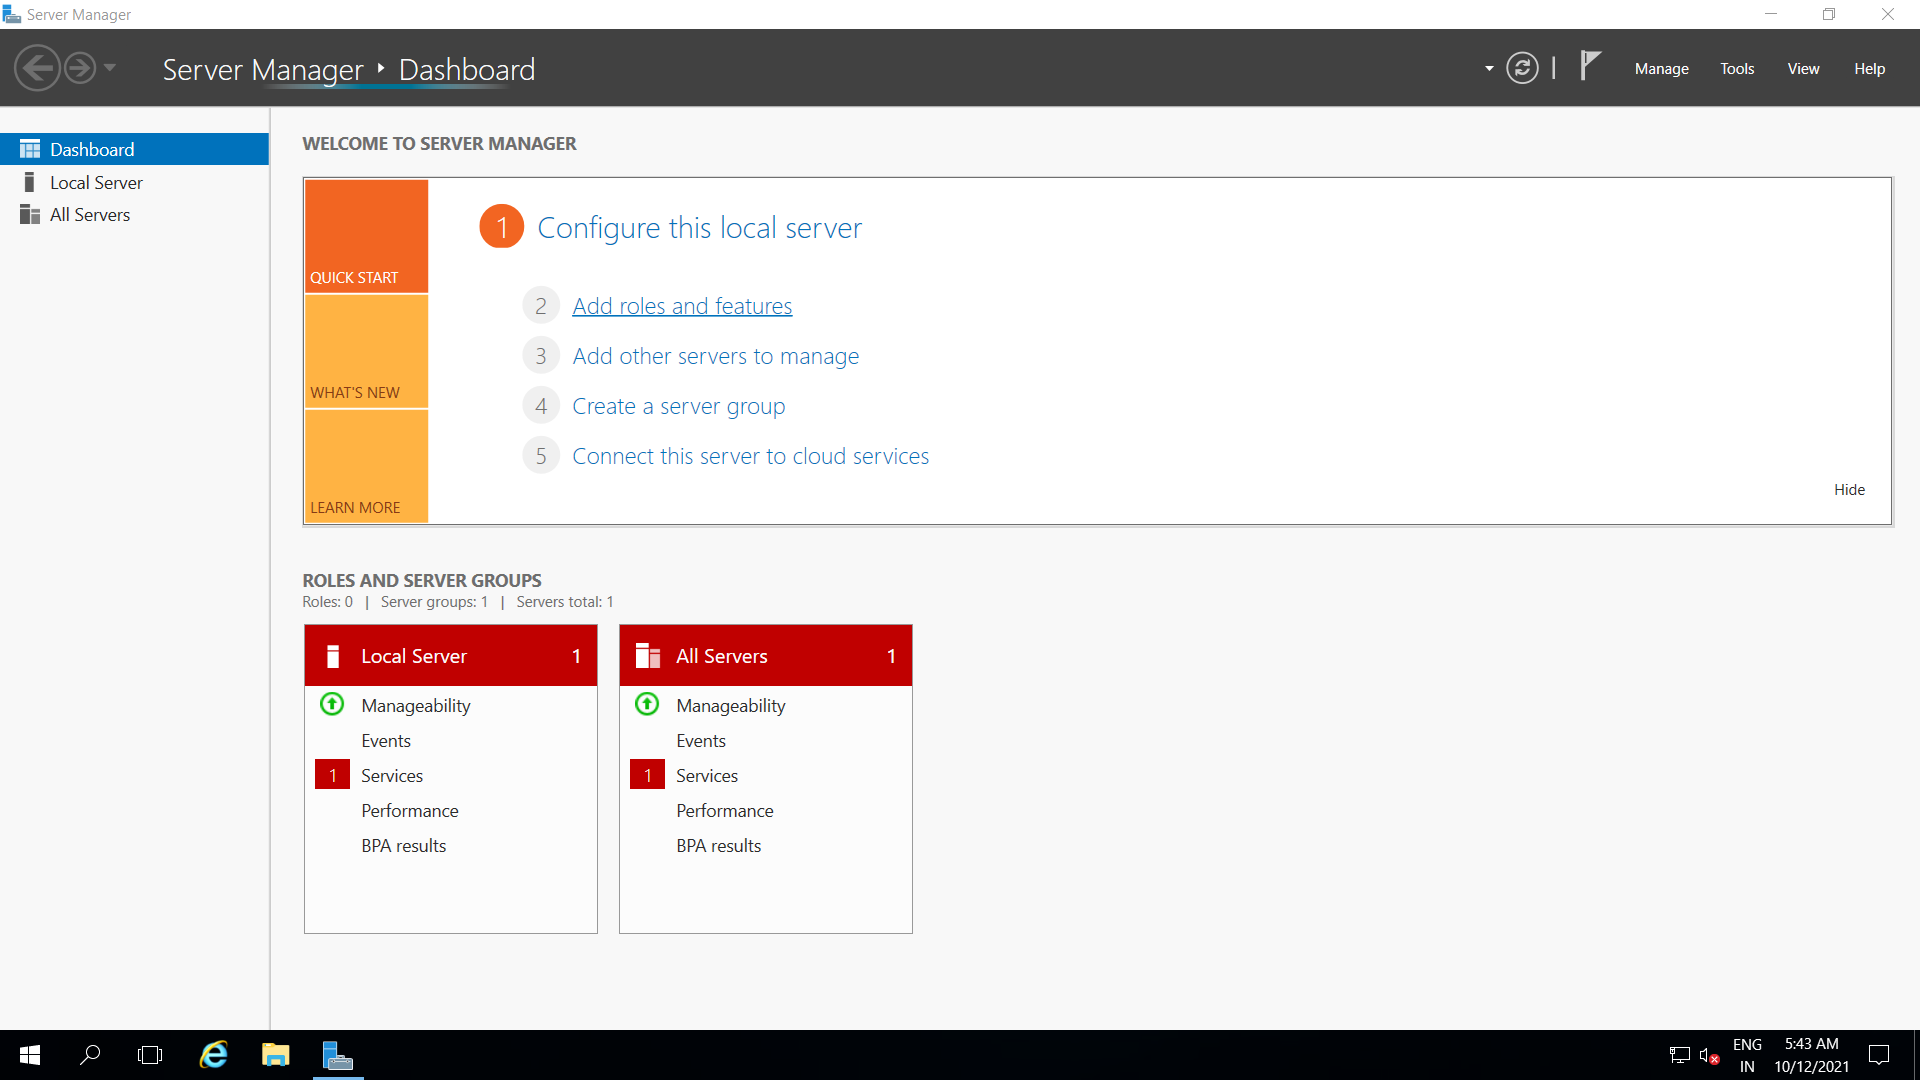 Server Manager
Server Manager ‣ Dashboard
Manage Tools View Help
Dashboard
Local Server
All Servers
WELCOME TO SERVER MANAGER
QUICK START
WHAT'S NEW
LEARN MORE
1 Configure this local server
2 Add roles and features
3 Add other servers to manage
4 Create a server group
5 Connect this server to cloud services
Hide
ROLES AND SERVER GROUPS
Roles: 0 | Server groups: 1 | Servers total: 1
Local Server 1
Manageability
Events
1 Services
Performance
BPA results
All Servers 1
Manageability
Events
1 Services
Performance
BPA results
ENG
IN
5:43 AM
10/12/2021